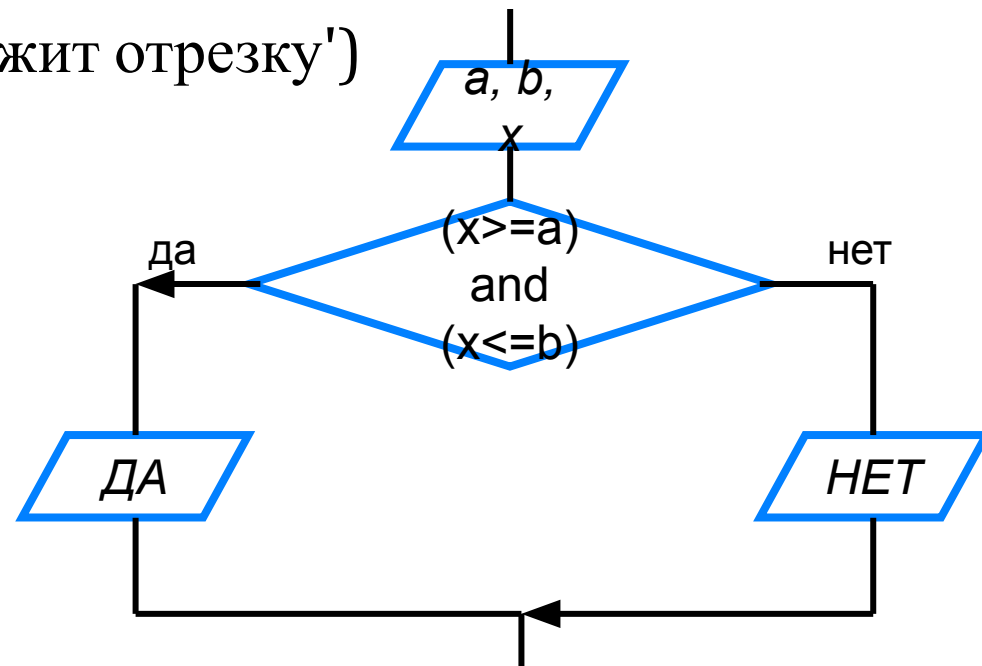 жит отрезку')
a, b,
x
(x>=a)
and
(x<=b)
да
нет
ДА
НЕТ